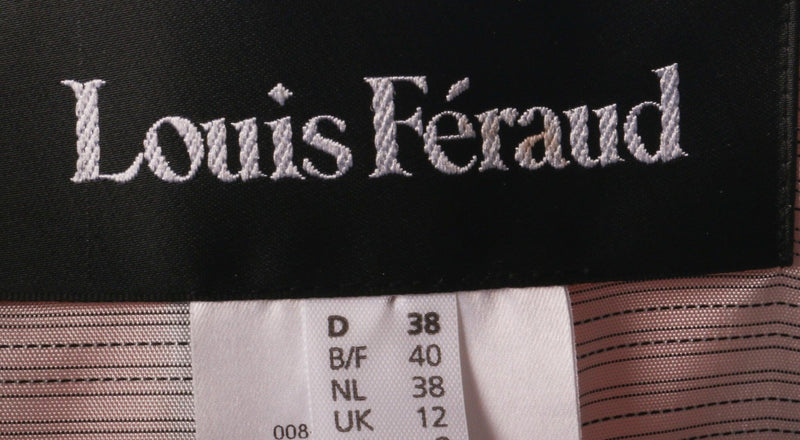 Louis Féraud
D 38
B/F 40
NL 38
UK 12
008